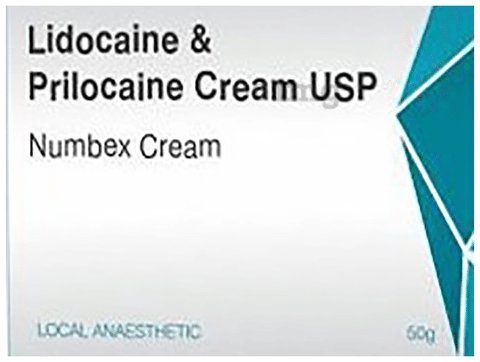 Lidocaine &
Prilocaine Cream USP
Numbex Cream
LOCAL ANAESTHETIC
50g